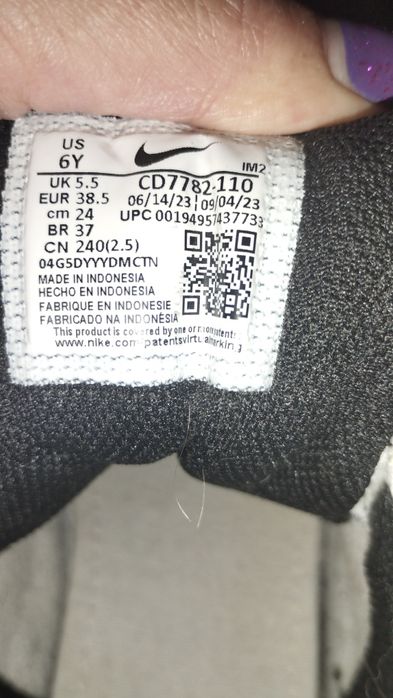 US
6Y
IM2
UK 5.5
EUR 38.5
cm 24
BR 37
CN 240(2.5)
CD7782-110
06/14/23 | 09/04/23
UPC 00194957437733
04G5DYYYDMCTN
MADE IN INDONESIA
HECHO EN INDONESIA
FABRIQUE EN INDONESIE
FABRICADO NA INDONÉSIA
This product is covered by one or more patents
www.nike.com-patentsvirtualmarking